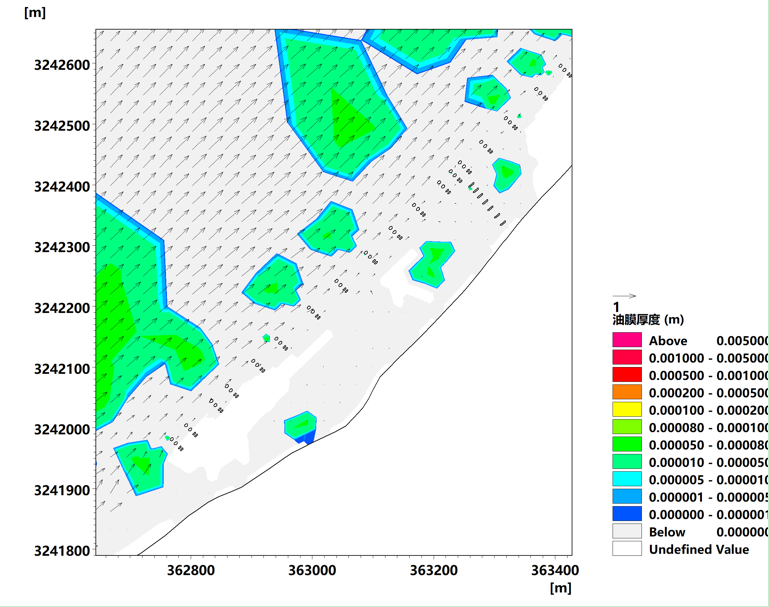 [m]
3242600
3242500
3242400
3242300
3242200
3242100
3242000
3241900
3241800
362800
363000
363200
363400
[m]
1
油膜厚度 (m)
Above 0.005000
0.001000 - 0.005000
0.000500 - 0.001000
0.000200 - 0.000500
0.000100 - 0.000200
0.000080 - 0.000100
0.000050 - 0.000080
0.000010 - 0.000050
0.000005 - 0.000010
0.000001 - 0.000005
0.000000 - 0.000001
Below 0.000000
Undefined Value